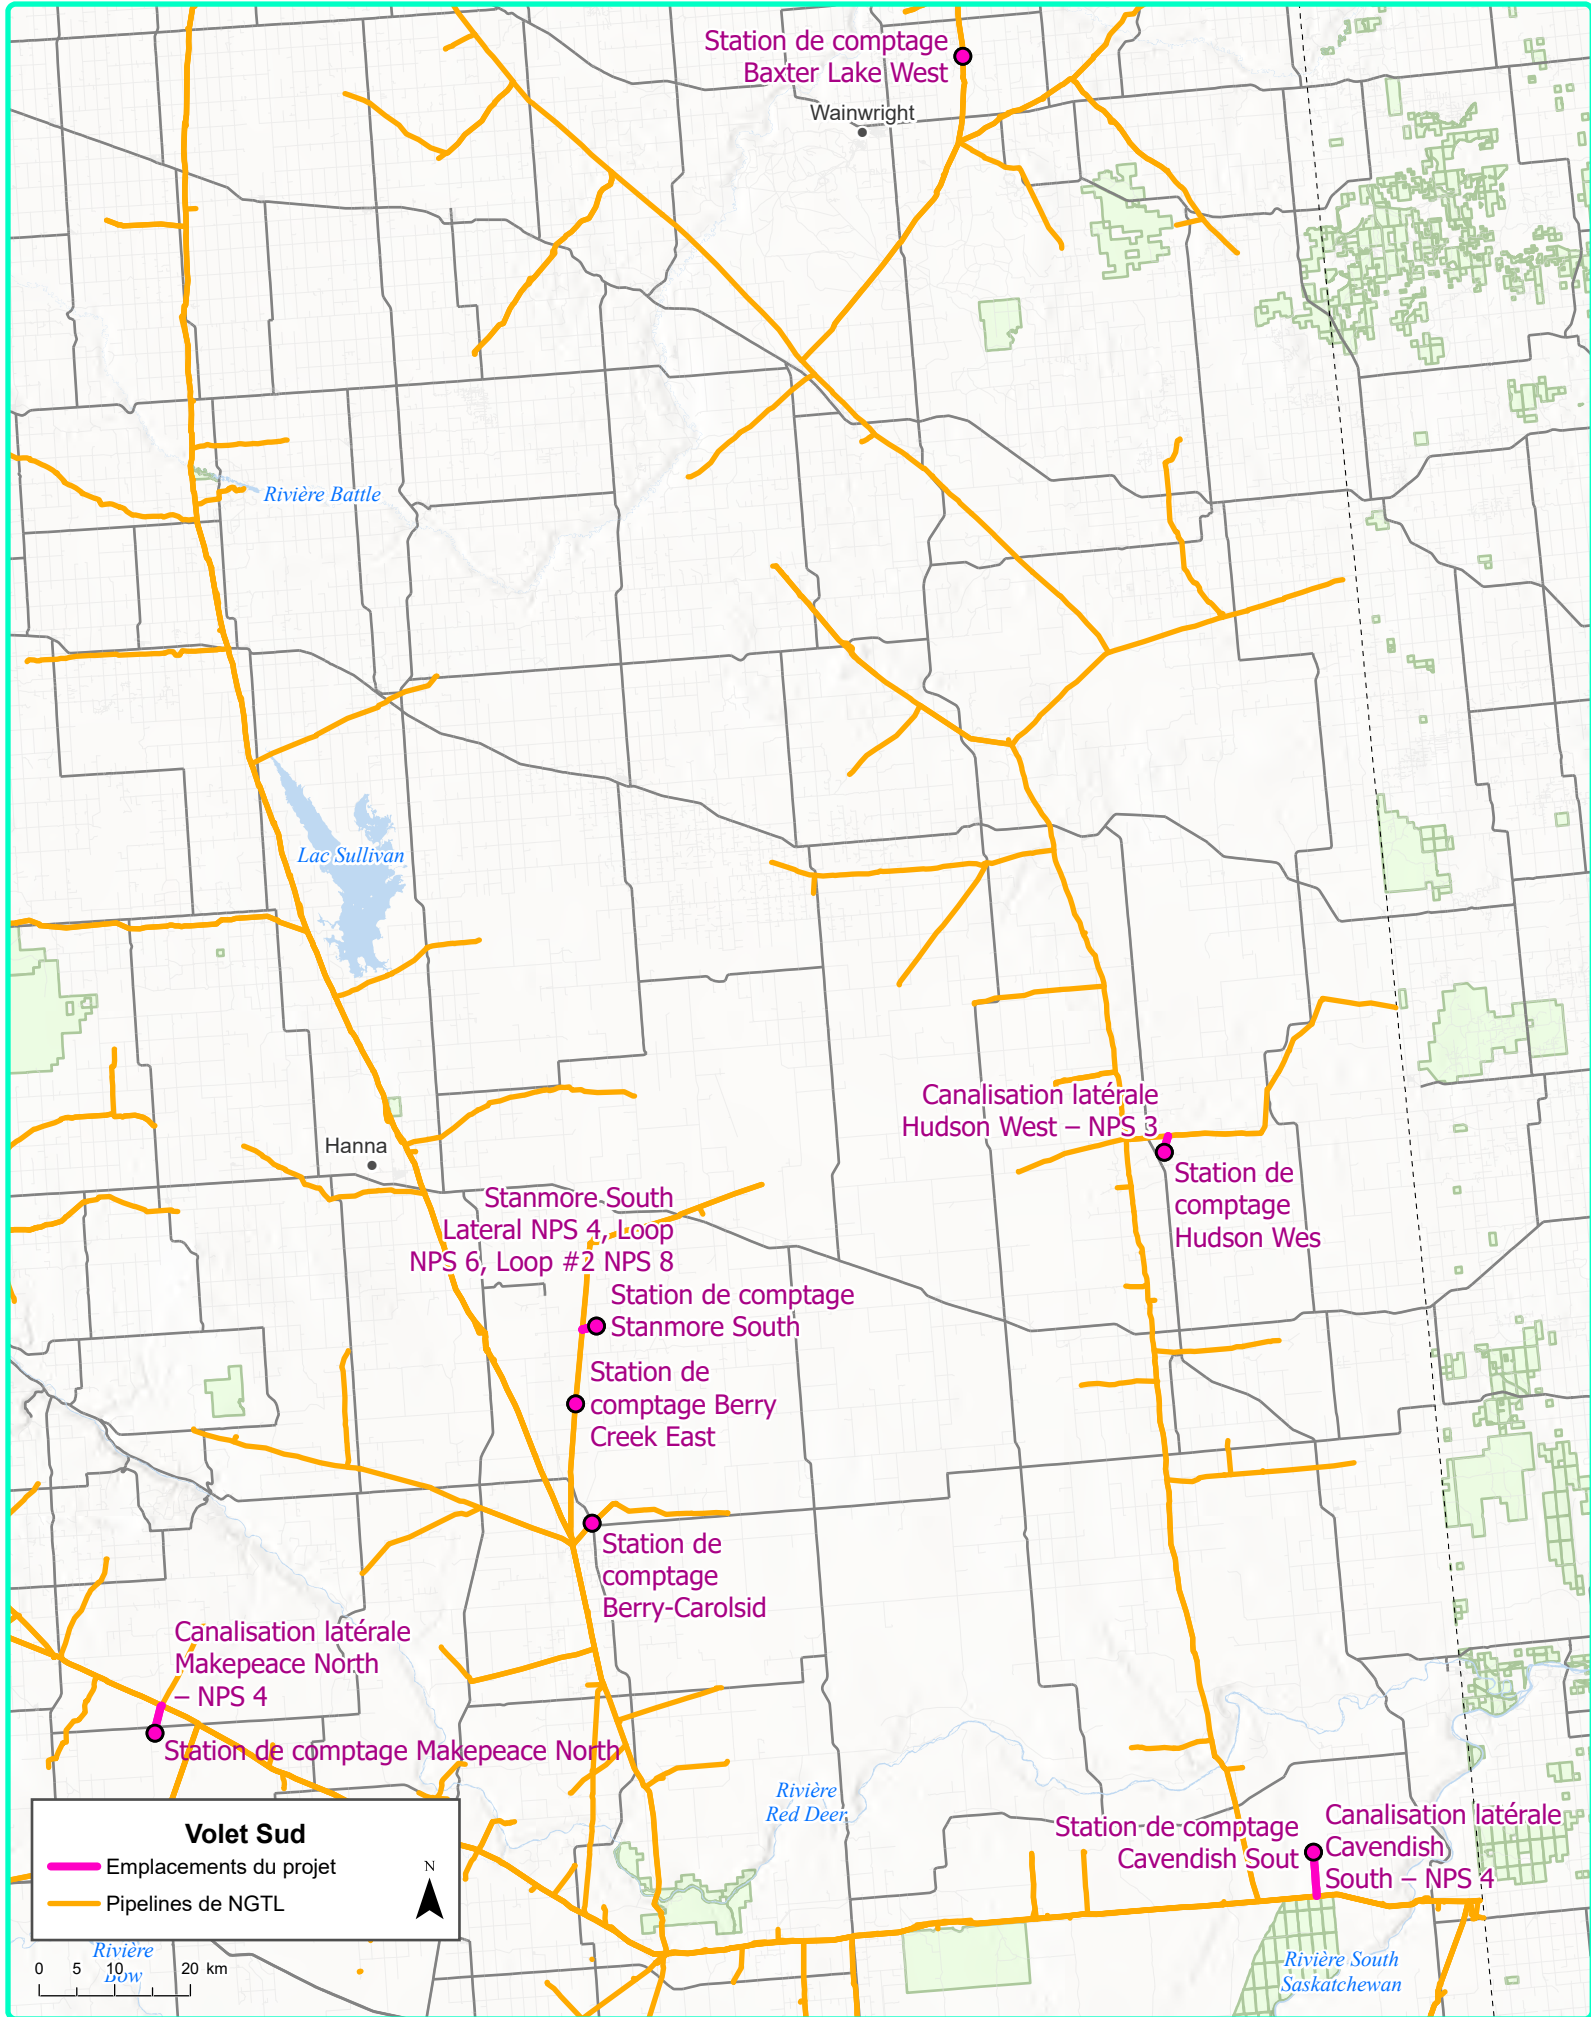 Station de comptage
Baxter Lake West
Wainwright
Rivière Battle
Lac Sullivan
Canalisation latérale
Hudson West – NPS 3
Hanna
Station de
comptage
Hudson Wes
Stanmore South
Lateral NPS 4, Loop
NPS 6, Loop #2 NPS 8
Station de comptage
Stanmore South
Station de
comptage Berry
Creek East
Station de
comptage
Berry-Carolsid
Canalisation latérale
Makepeace North
– NPS 4
Station de comptage Makepeace North
Rivière
Red Deer
Station de comptage
Cavendish Sout
Canalisation latérale
Cavendish
South – NPS 4
Volet Sud
Emplacements du projet
Pipelines de NGTL
N
Rivière
Bow
0 5 10 20 km
Rivière South
Saskatchewan